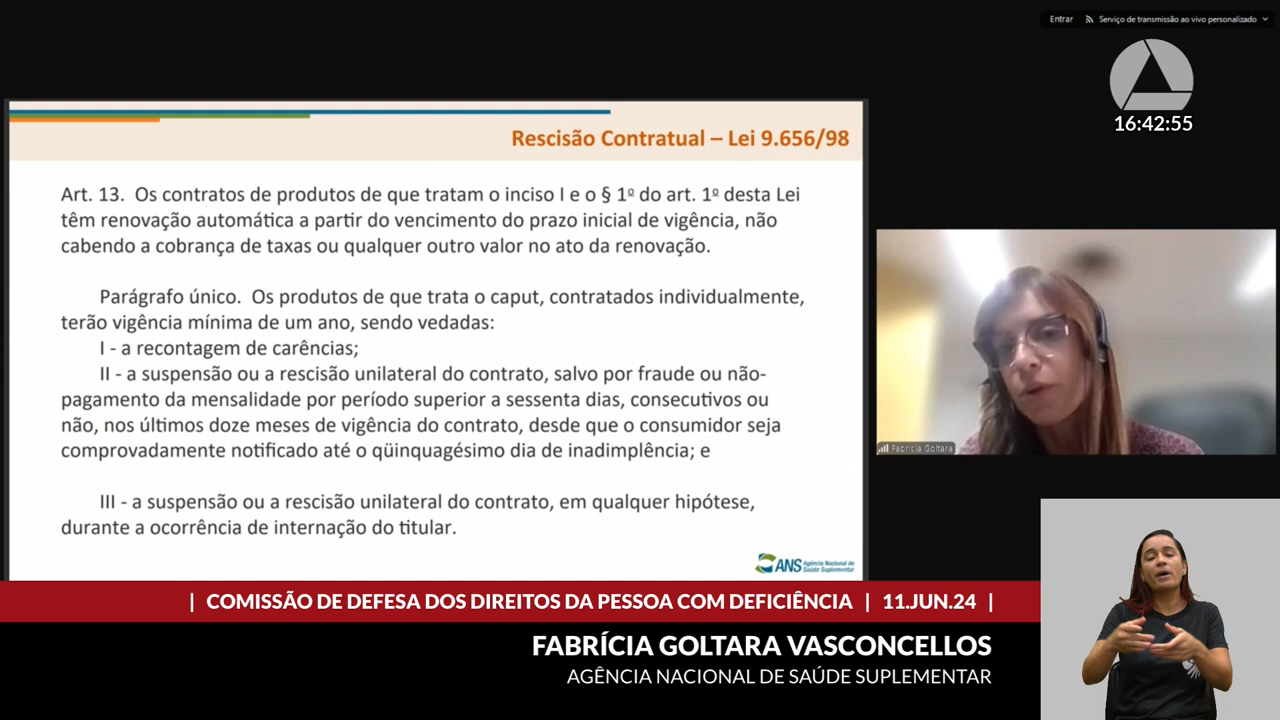 Entrar Serviço de transmissão ao vivo personalizado
16:42:55
Rescisão Contratual – Lei 9.656/98
Art. 13. Os contratos de produtos de que tratam o inciso I e o § 1º do art. 1º desta Lei
têm renovação automática a partir do vencimento do prazo inicial de vigência, não
cabendo a cobrança de taxas ou qualquer outro valor no ato da renovação.
Parágrafo único. Os produtos de que trata o caput, contratados individualmente,
terão vigência mínima de um ano, sendo vedadas:
I - a recontagem de carências;
II - a suspensão ou a rescisão unilateral do contrato, salvo por fraude ou não-
pagamento da mensalidade por período superior a sessenta dias, consecutivos ou
não, nos últimos doze meses de vigência do contrato, desde que o consumidor seja
comprovadamente notificado até o qüinquagésimo dia de inadimplência; e
III - a suspensão ou a rescisão unilateral do contrato, em qualquer hipótese,
durante a ocorrência de internação do titular.
ANS Agência Nacional de
Saúde Suplementar
Fabrícia Goltara
| COMISSÃO DE DEFESA DOS DIREITOS DA PESSOA COM DEFICIÊNCIA | 11.JUN.24 |
FABRÍCIA GOLTARA VASCONCELLOS
AGÊNCIA NACIONAL DE SAÚDE SUPLEMENTAR